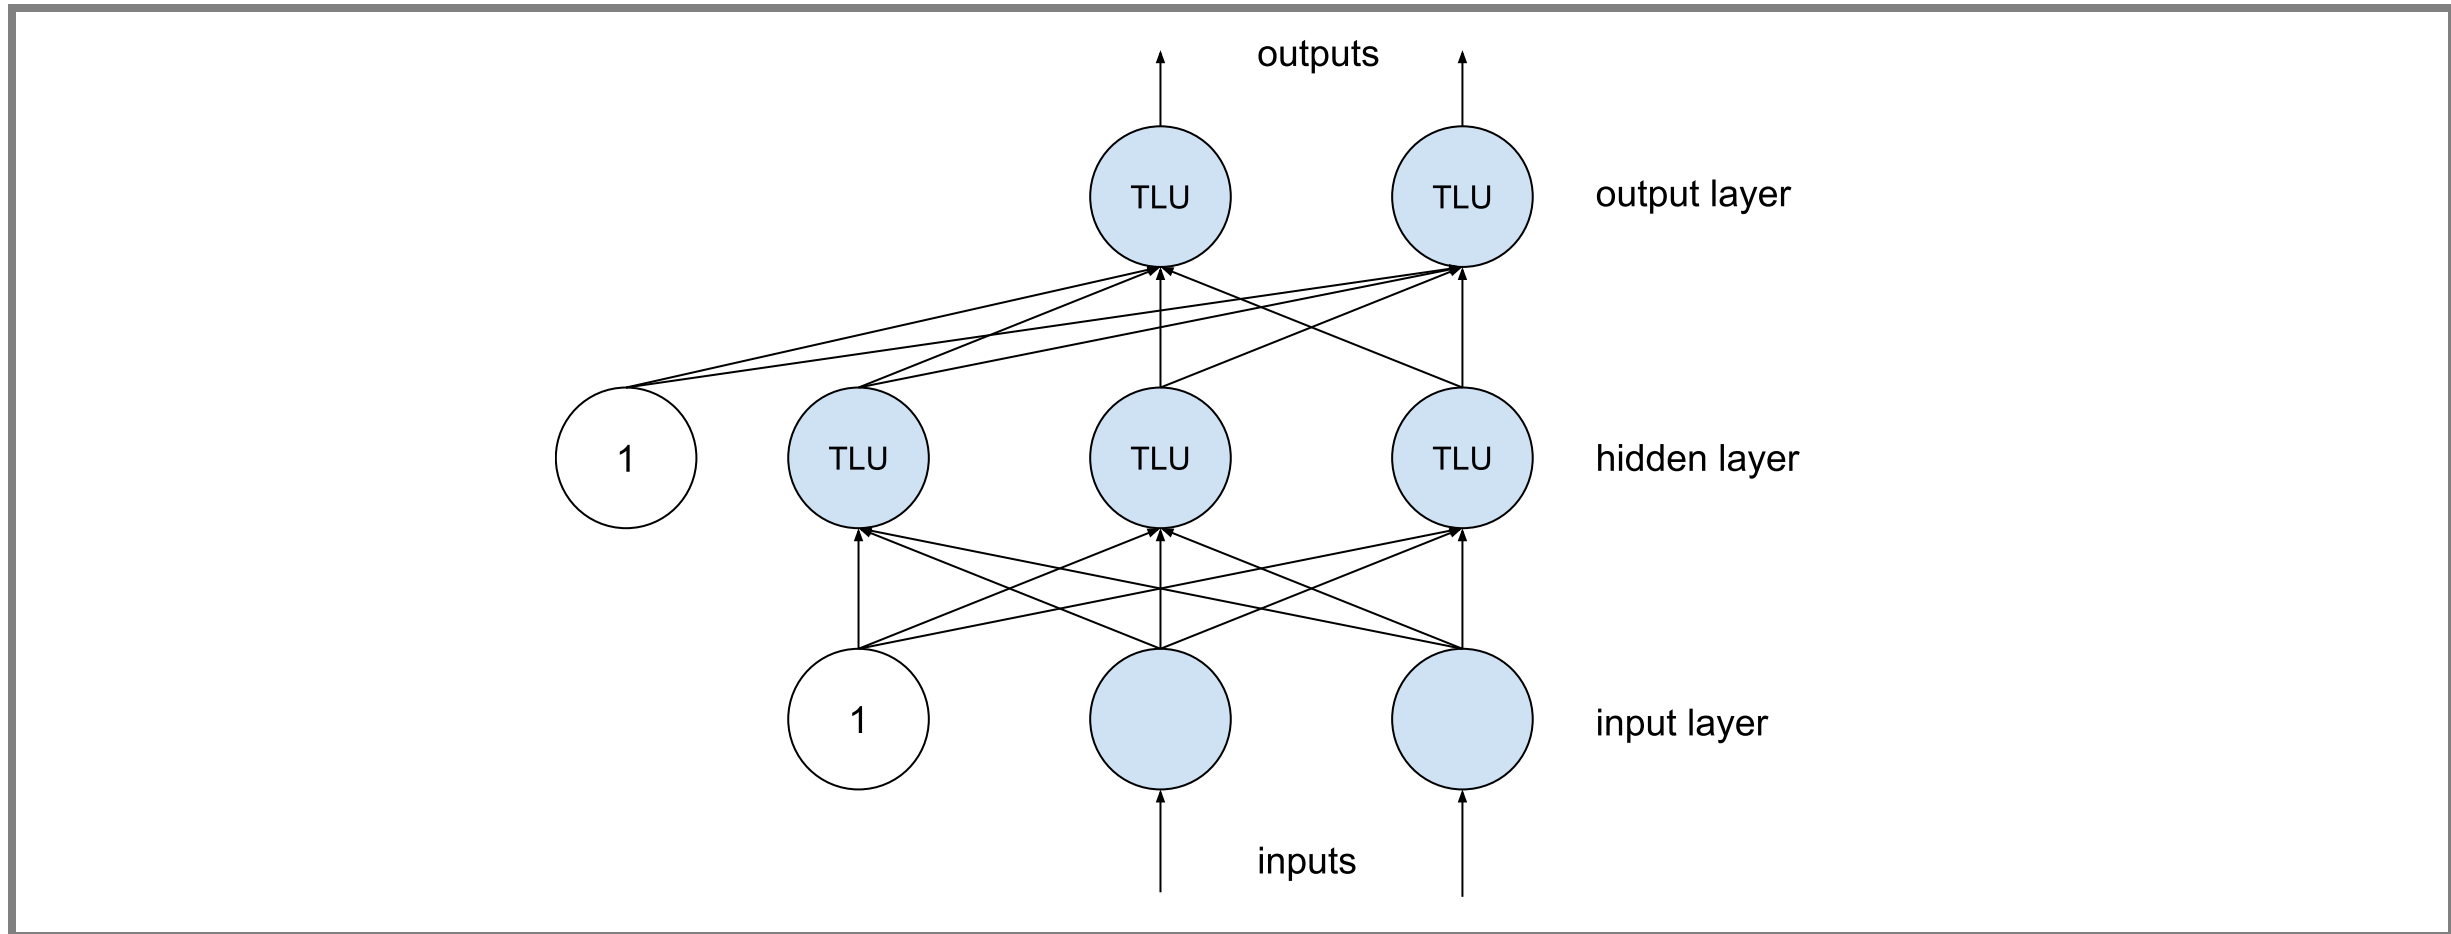 outputs
TLU
TLU
output layer
1
TLU
TLU
TLU
hidden layer
1
input layer
inputs